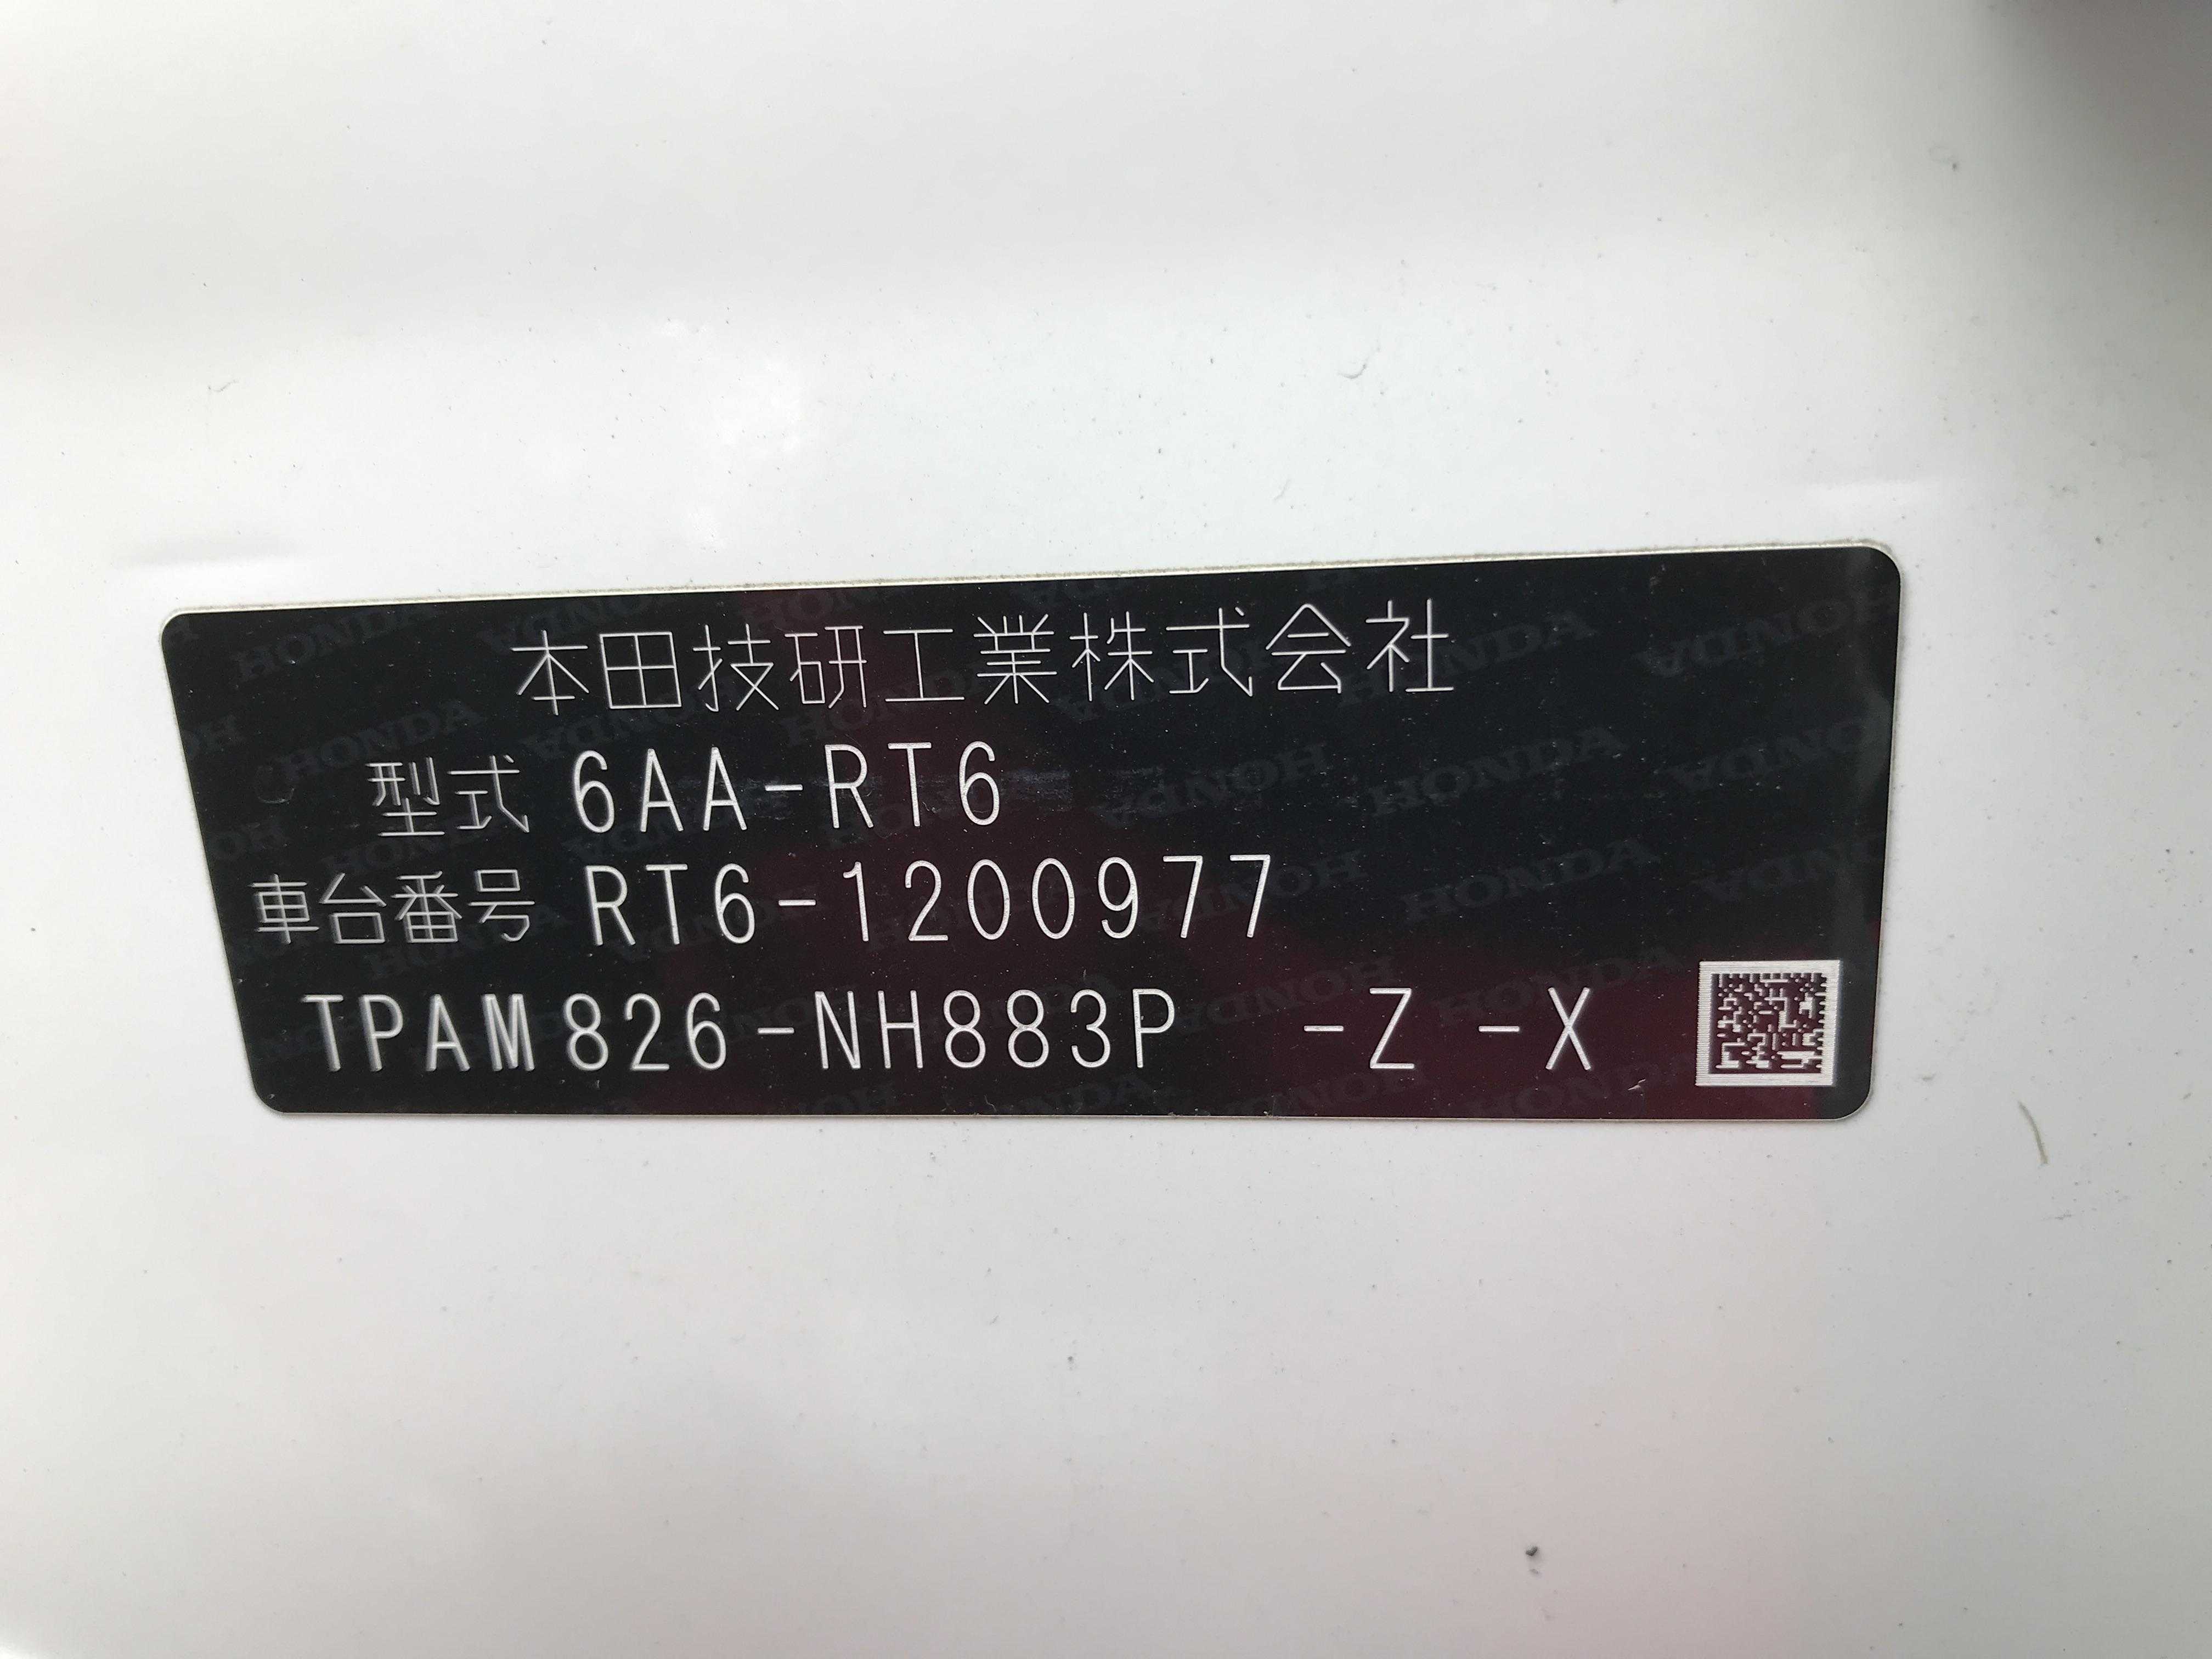 本田技研工業株式会社
型式 6AA-RT6
車台番号 RT6-1200977
TPAM826-NH883P -Z -X